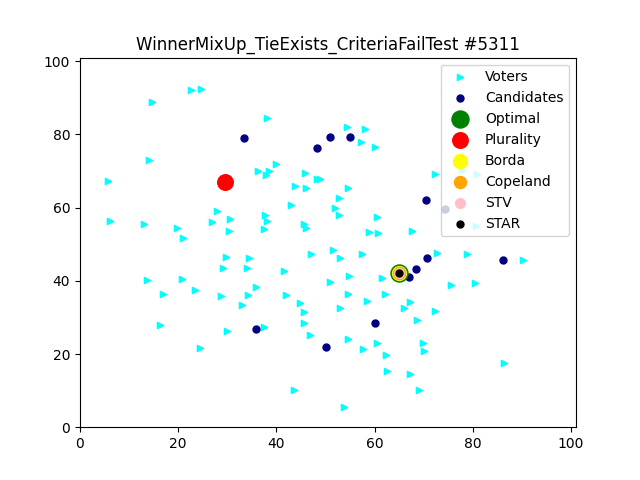 WinnerMixUp_TieExists_CriteriaFailTest #5311
100
80
60
40
20
0
0
20
40
60
80
100
Voters
Candidates
Optimal
Plurality
Borda
Copeland
STV
STAR